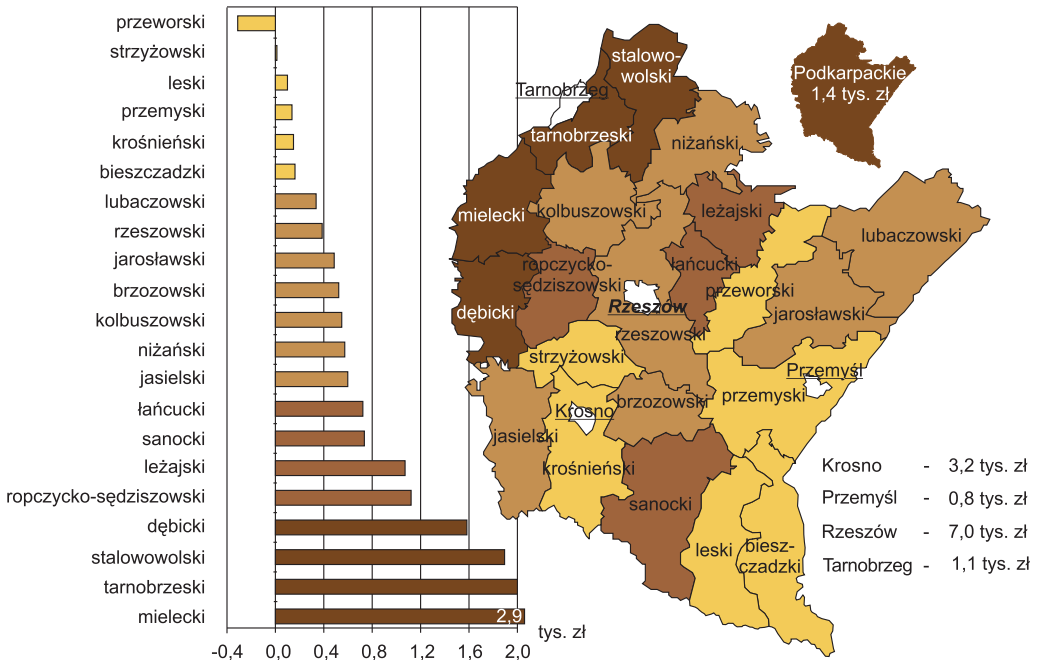 przeworski
strzyżowski
leski
przemyski
krośnieński
bieszczadzki
lubaczowski
rzeszowski
jarosławski
brzozowski
kolbuszowski
niżański
jasielski
łańcucki
sanocki
leżajski
ropczycko-sędziszowski
dębicki
stalowowolski
tarnobrzeski
mielecki
2,9
tys. zł
-0,4 0,0 0,4 0,8 1,2 1,6 2,0
stalowo-
wolski
Tarnobrzeg
tarnobrzeski
niżański
mielecki
kolbuszowski
leżajski
lubaczowski
ropczycko-
sędziszowski
łańcucki
przeworski
dębicki
Rzeszów
jarosławski
rzeszowski
strzyżowski
Przemyśl
przemyski
Krosno
brzozowski
jasielski
krośnieński
sanocki
leski
biesz-
czadzki
Podkarpackie
1,4 tys. zł
Krosno - 3,2 tys. zł
Przemyśl - 0,8 tys. zł
Rzeszów - 7,0 tys. zł
Tarnobrzeg - 1,1 tys. zł